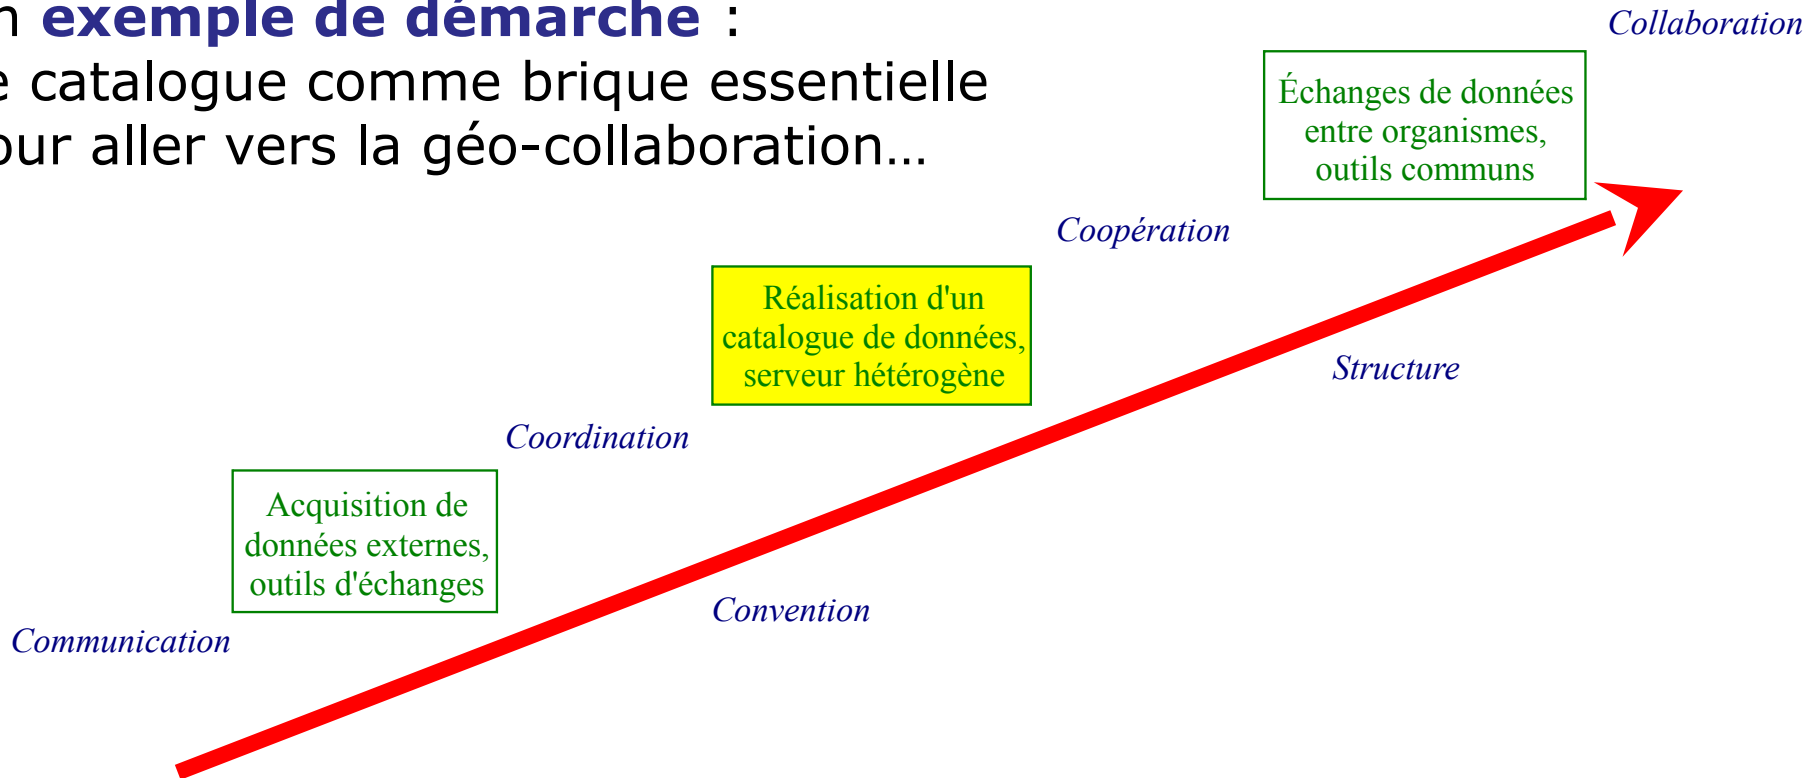 n exemple de démarche :
e catalogue comme brique essentielle
our aller vers la géo-collaboration…
Collaboration
Échanges de données
entre organismes,
outils communs
Coopération
Réalisation d'un
catalogue de données,
serveur hétérogène
Structure
Coordination
Acquisition de
données externes,
outils d'échanges
Convention
Communication